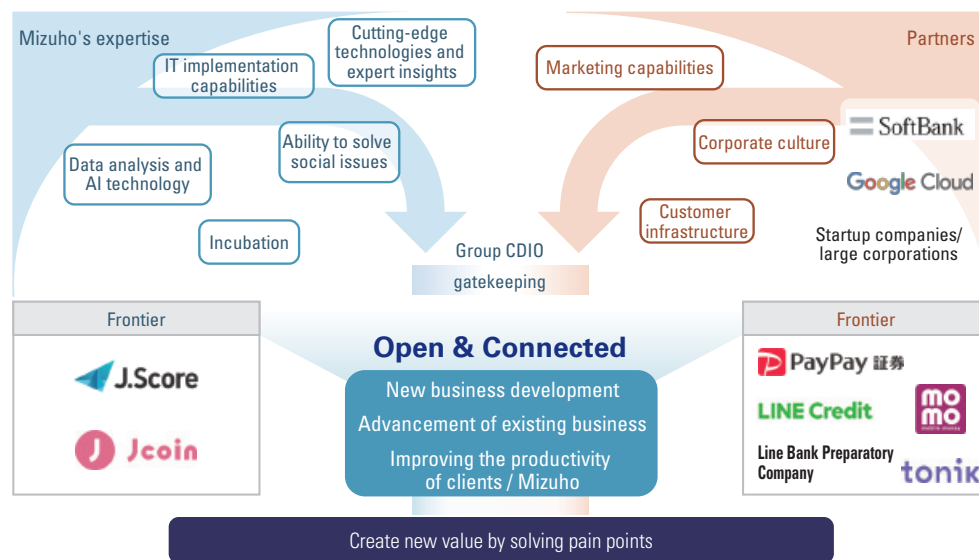 Mizuho's expertise
Cutting-edge
technologies and
expert insights
IT implementation
capabilities
Ability to solve
social issues
Data analysis and
AI technology
Incubation
Partners
Marketing capabilities
Corporate culture
Customer
infrastructure
SoftBank
Google Cloud
Startup companies/
large corporations
Group CDIO
gatekeeping
Frontier
J.Score
J Jcoin
Open & Connected
New business development
Advancement of existing business
Improving the productivity
of clients / Mizuho
Frontier
P PayPay 証券
LINE Credit
mo
mo
mobile money
Line Bank Preparatory
Company
tonik
Create new value by solving pain points